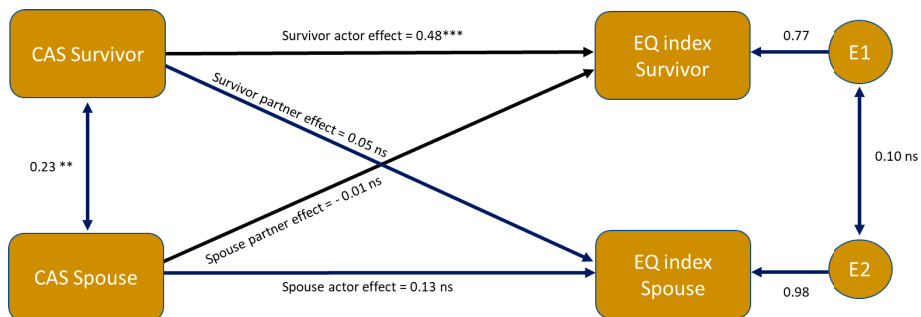 CAS Survivor
Survivor actor effect = 0.48***
EQ index
Survivor
0.77
E1
Survivor partner effect = 0.05 ns
0.23 **
0.10 ns
Spouse partner effect = - 0.01 ns
CAS Spouse
Spouse actor effect = 0.13 ns
EQ index
Spouse
0.98
E2